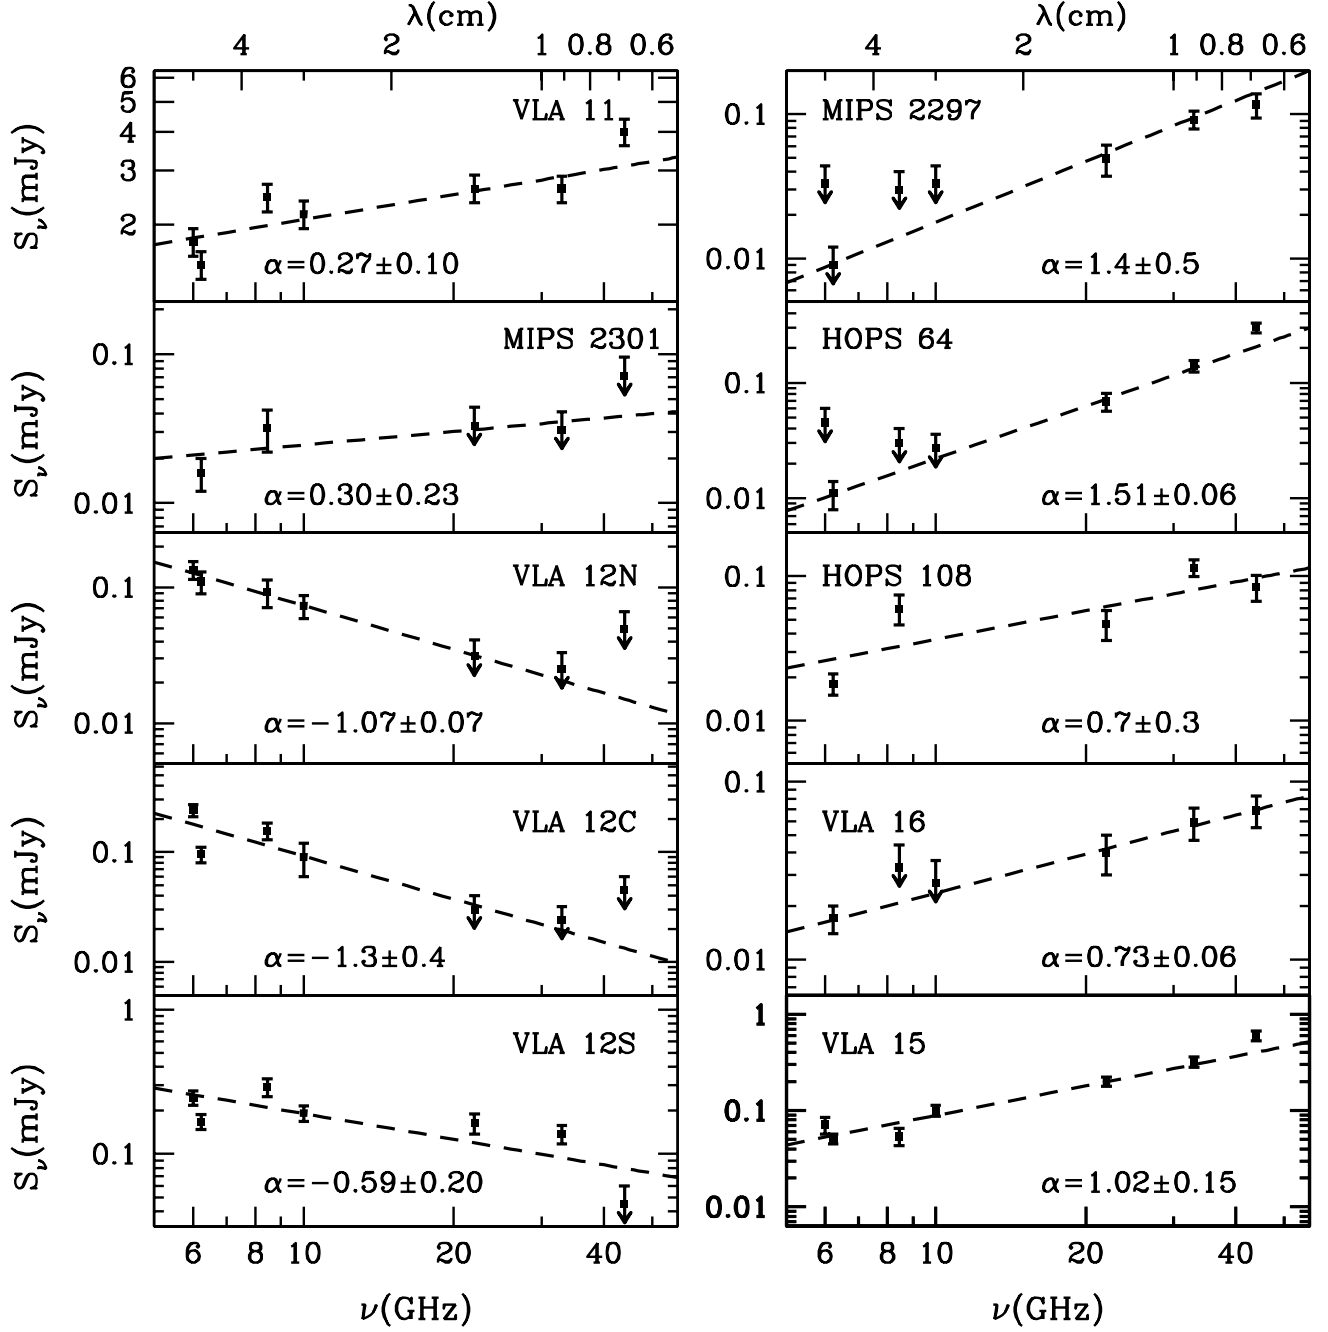 λ(cm)
4 2 1 0.8 0.6
6
5
4
3
2
Sν(mJy)
VLA 11
α=0.27±0.10
0.1
0.01
Sν(mJy)
MIPS 2301
α=0.30±0.23
0.1
0.01
Sν(mJy)
VLA 12N
α=−1.07±0.07
0.1
0.01
Sν(mJy)
VLA 12C
α=−1.3±0.4
1
0.1
Sν(mJy)
VLA 12S
α=−0.59±0.20
6 8 10 20 40
ν(GHz)
λ(cm)
4 2 1 0.8 0.6
0.1
0.01
MIPS 2297
α=1.4±0.5
0.1
0.01
HOPS 64
α=1.51±0.06
0.1
0.01
HOPS 108
α=0.7±0.3
0.1
0.01
VLA 16
α=0.73±0.06
1
0.1
0.01
VLA 15
α=1.02±0.15
6 8 10 20 40
ν(GHz)